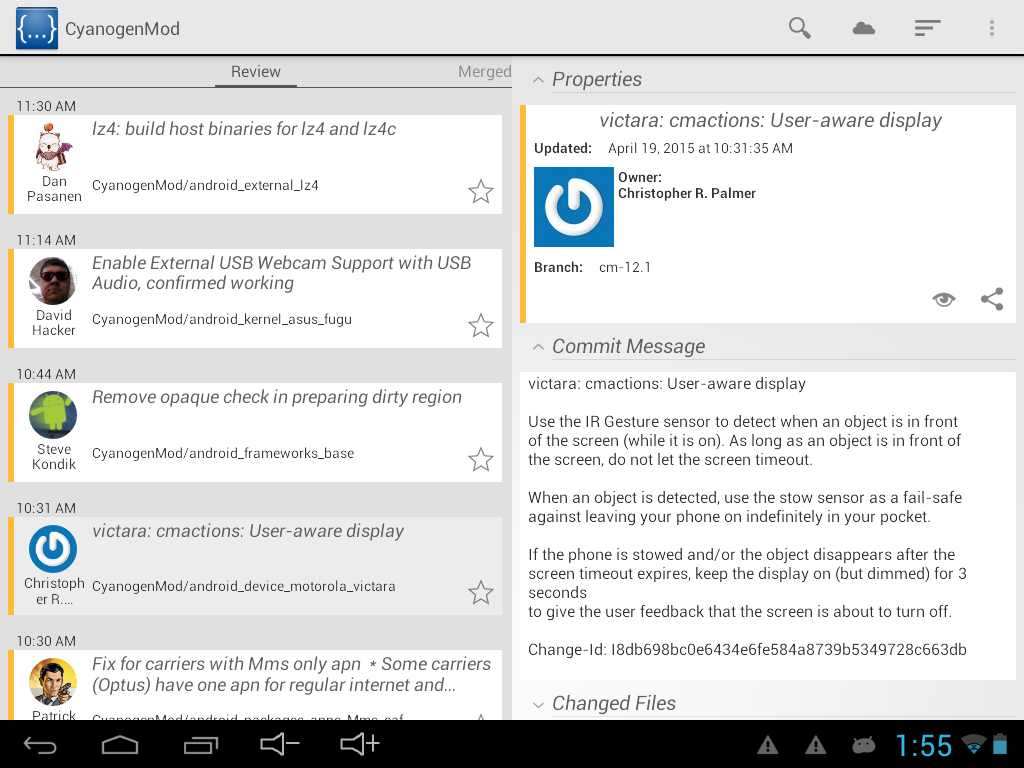 {...} CyanogenMod
Review
Merged
11:30 AM
lz4: build host binaries for lz4 and lz4c
Dan
Pasanen
CyanogenMod/android_external_lz4
11:14 AM
Enable External USB Webcam Support with USB
Audio, confirmed working
David
Hacker
CyanogenMod/android_kernel_asus_fugu
10:44 AM
Remove opaque check in preparing dirty region
Steve
Kondik
CyanogenMod/android_frameworks_base
10:31 AM
victara: cmactions: User-aware display
Christoph
er R....
CyanogenMod/android_device_motorola_victara
10:30 AM
Fix for carriers with Mms only apn * Some carriers
(Optus) have one apn for regular internet and...
Patrick
CyanogenMod/android_packages_apps_Mms_caf
Properties
victara: cmactions: User-aware display
Updated: April 19, 2015 at 10:31:35 AM
Owner:
Christopher R. Palmer
Branch: cm-12.1
Commit Message
victara: cmactions: User-aware display
Use the IR Gesture sensor to detect when an object is in front
of the screen (while it is on). As long as an object is in front of
the screen, do not let the screen timeout.
When an object is detected, use the stow sensor as a fail-safe
against leaving your phone on indefinitely in your pocket.
If the phone is stowed and/or the object disappears after the
screen timeout expires, keep the display on (but dimmed) for 3
seconds
to give the user feedback that the screen is about to turn off.
Change-Id: I8db698bc0e6434e6fe584a8739b5349728c663db
Changed Files
1:55